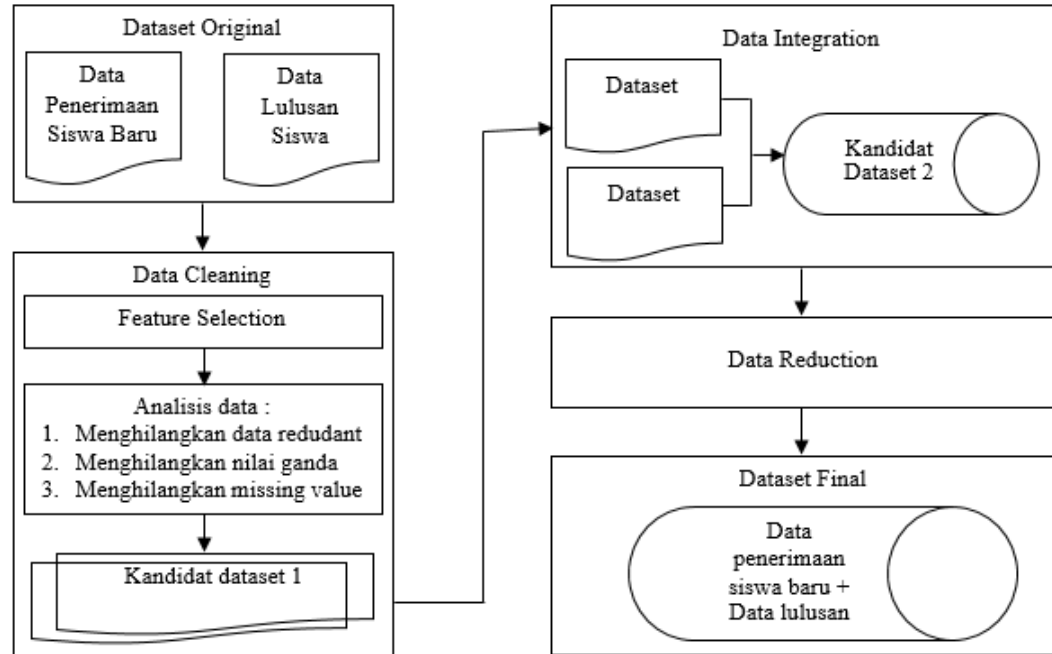 Dataset Original
Data
Penerimaan
Siswa Baru
Data
Lulusan
Siswa
Data Cleaning
Feature Selection
Analisis data :
1. Menghilangkan data redudant
2. Menghilangkan nilai ganda
3. Menghilangkan missing value
Kandidat dataset 1
Data Integration
Dataset
Dataset
Kandidat
Dataset 2
Data Reduction
Dataset Final
Data
penerimaan
siswa baru +
Data lulusan